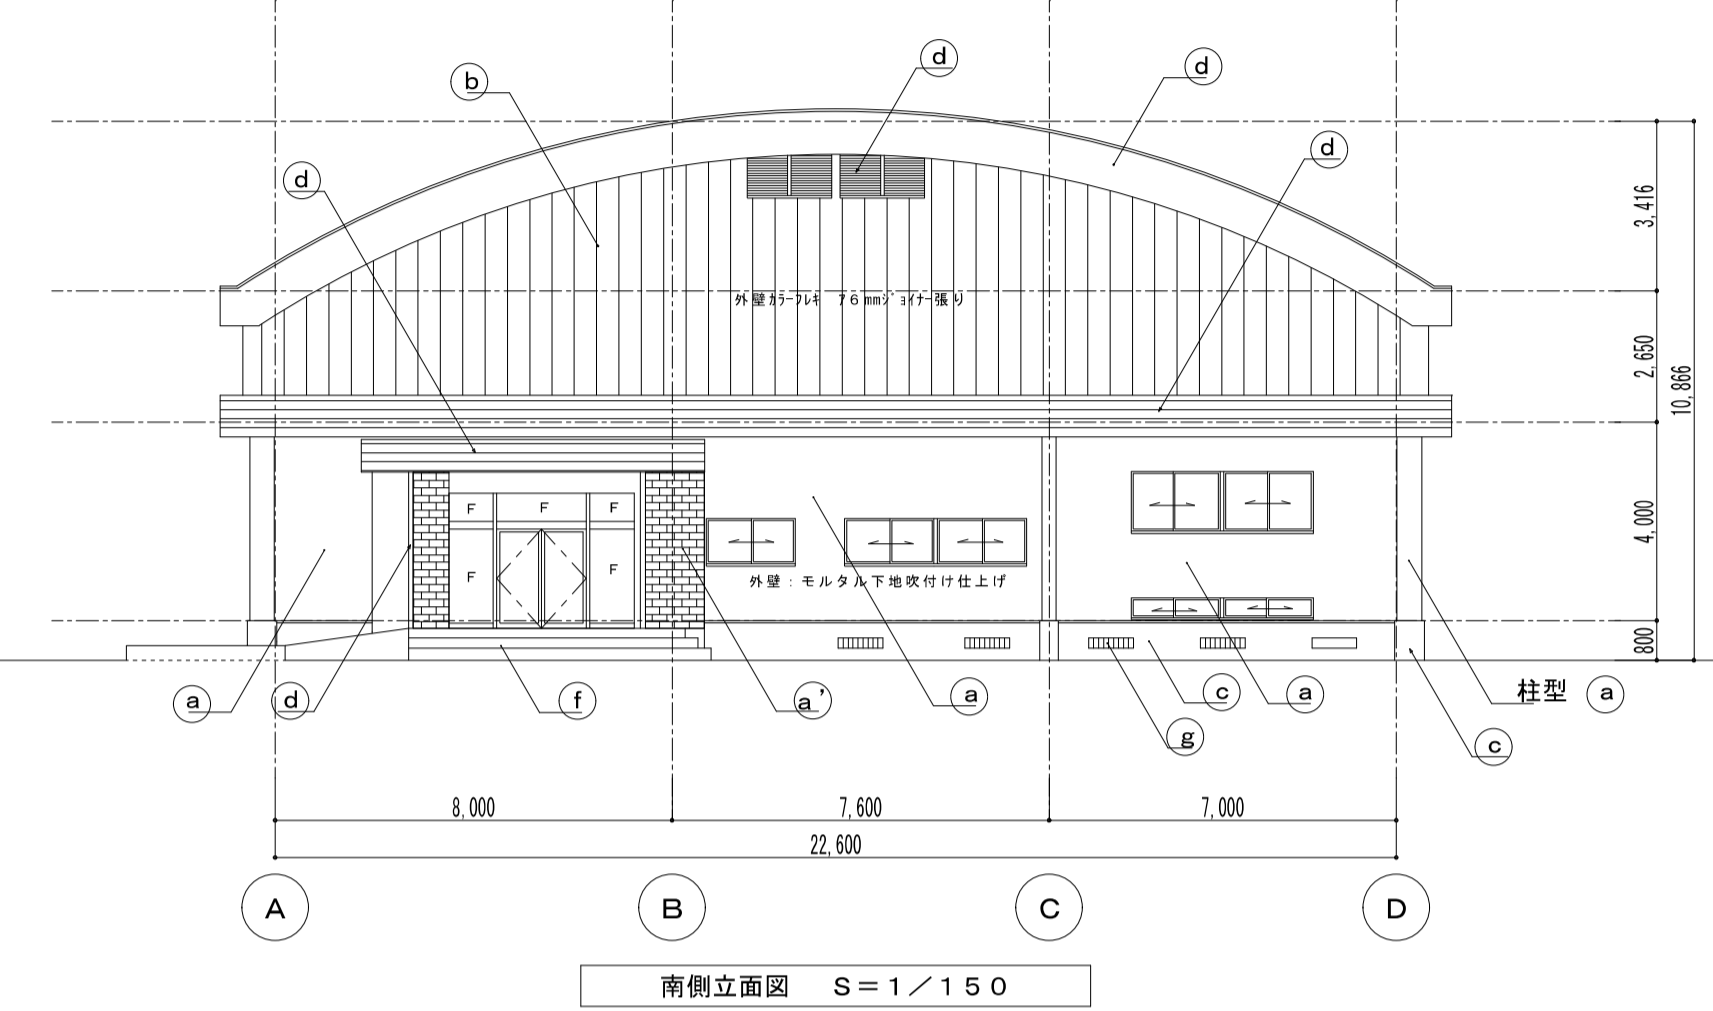 d
d
b
d
d
3,416
外壁カラーフレキ 76mmジョイナー張り
2,650
10,866
F F F
4,000
F F
外壁：モルタル下地吹付け仕上げ
800
a d f a' a c a 柱型 a
g c
8,000 7,600 7,000
22,600
A B C D
南側立面図 S＝1／150